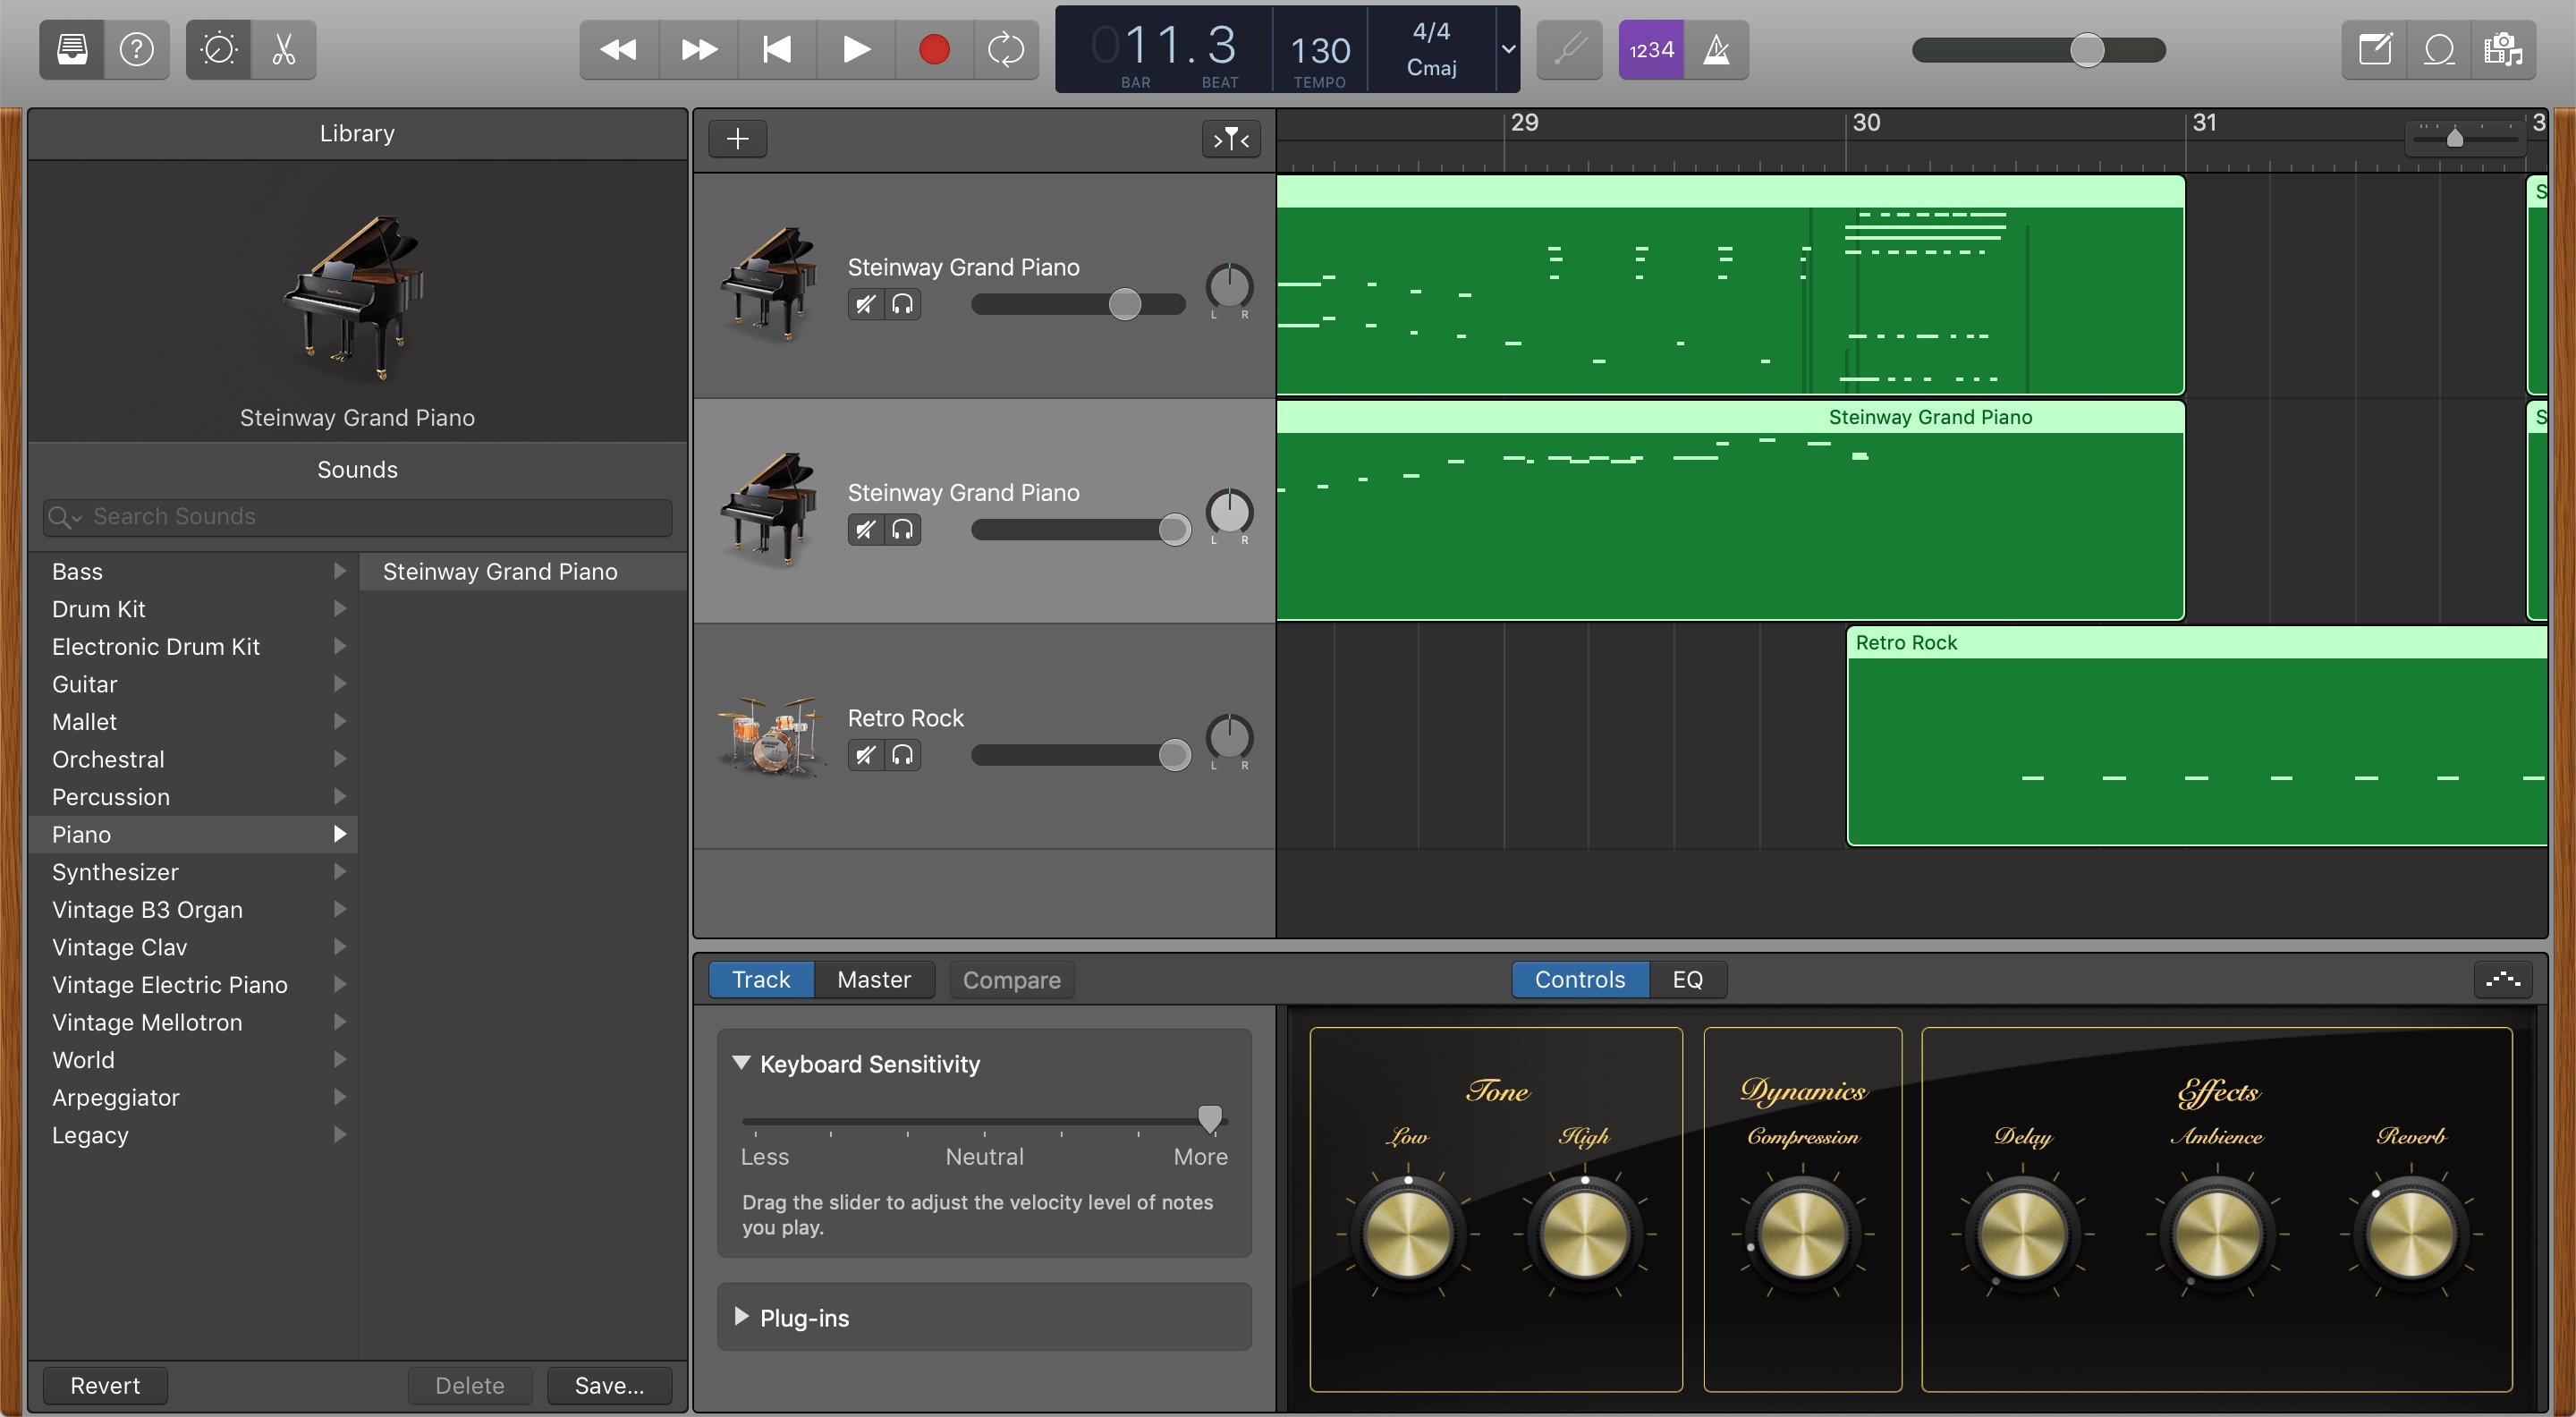 011.3
BAR
BEAT
130
TEMPO
4/4
Cmaj
1234
Library
Steinway Grand Piano
Sounds
Search Sounds
Bass
Drum Kit
Electronic Drum Kit
Guitar
Mallet
Orchestral
Percussion
Piano
Synthesizer
Vintage B3 Organ
Vintage Clav
Vintage Electric Piano
Vintage Mellotron
World
Arpeggiator
Legacy
Steinway Grand Piano
Revert
Delete
Save...
29
30
31
3
Steinway Grand Piano
L R
S
Steinway Grand Piano
L R
Steinway Grand Piano
S
Retro Rock
L R
Retro Rock
Track
Master
Compare
Controls
EQ
Keyboard Sensitivity
Less
Neutral
More
Drag the slider to adjust the velocity level of notes
you play.
Plug-ins
Tone
Low
High
Dynamics
Compression
Effects
Delay
Ambience
Reverb